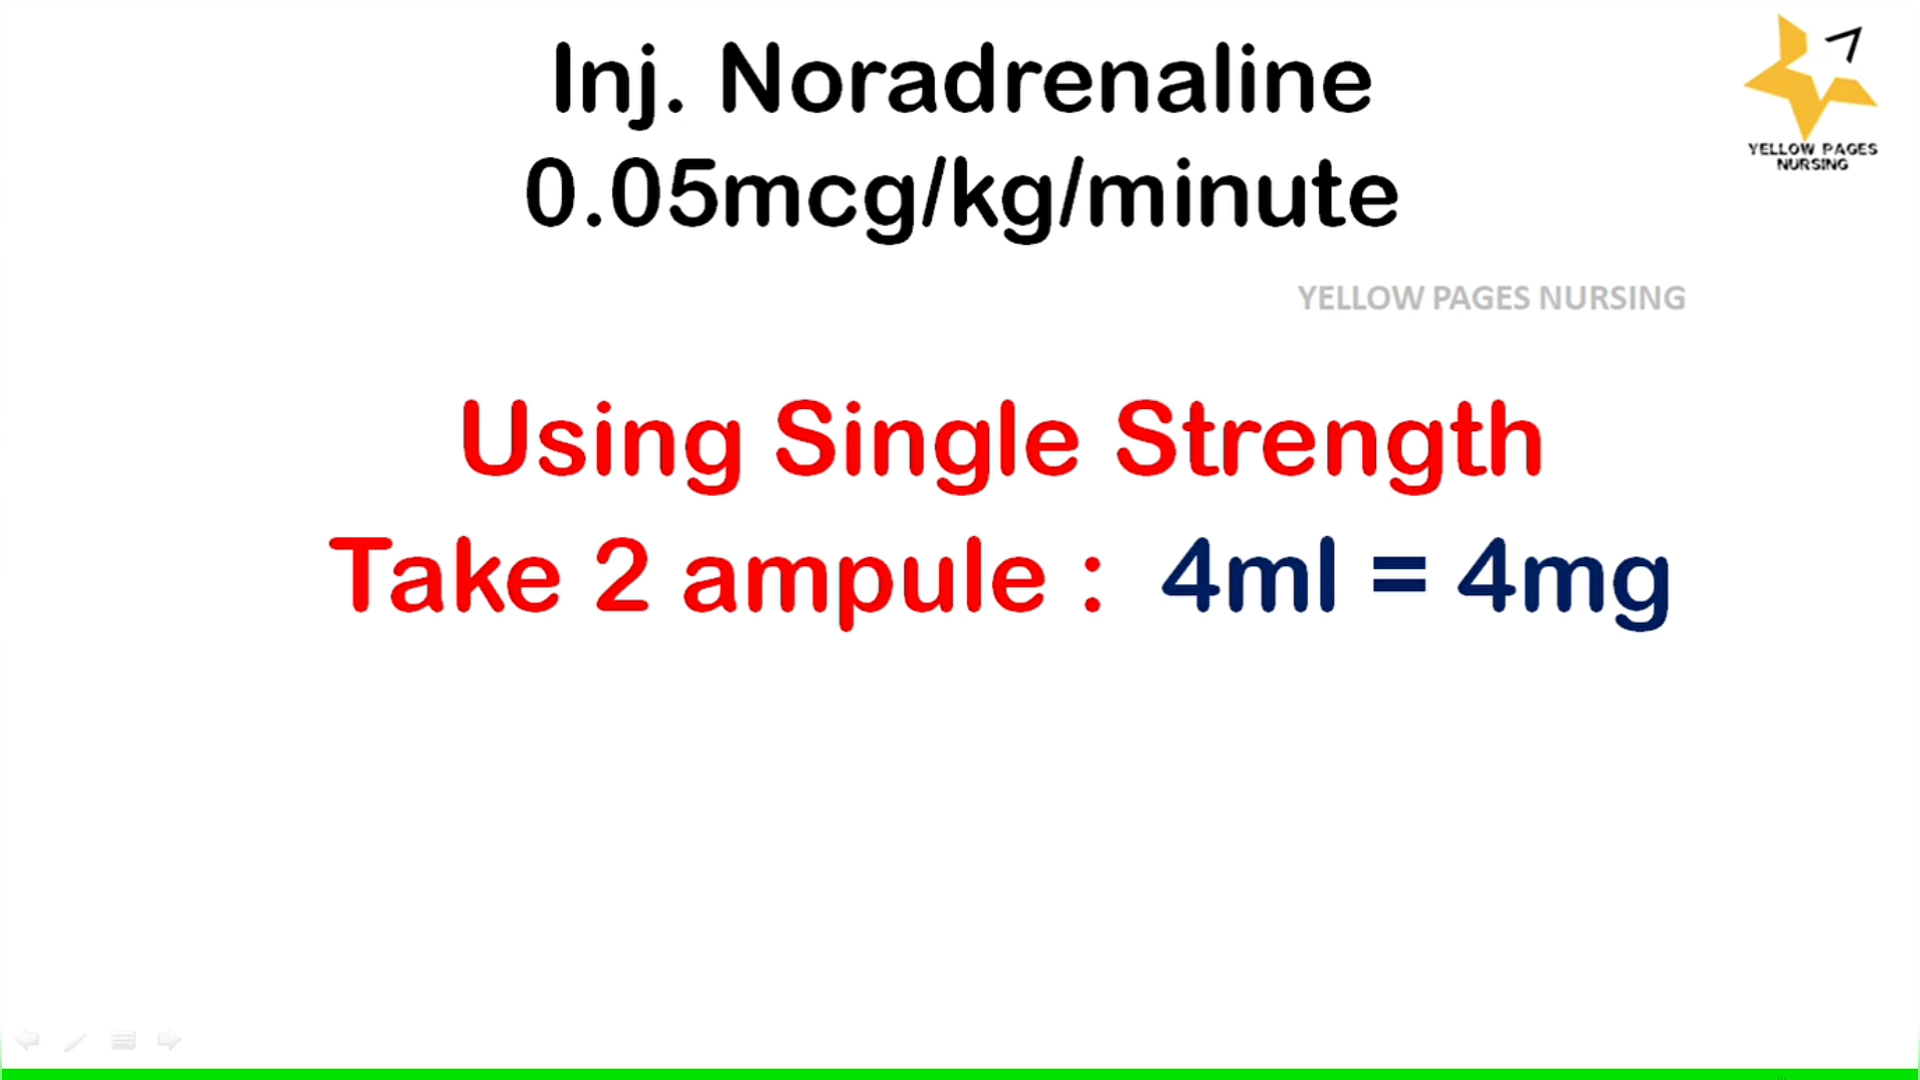 Inj. Noradrenaline
0.05mcg/kg/minute
YELLOW PAGES
NURSING
YELLOW PAGES NURSING
Using Single Strength
Take 2 ampule : 4ml = 4mg